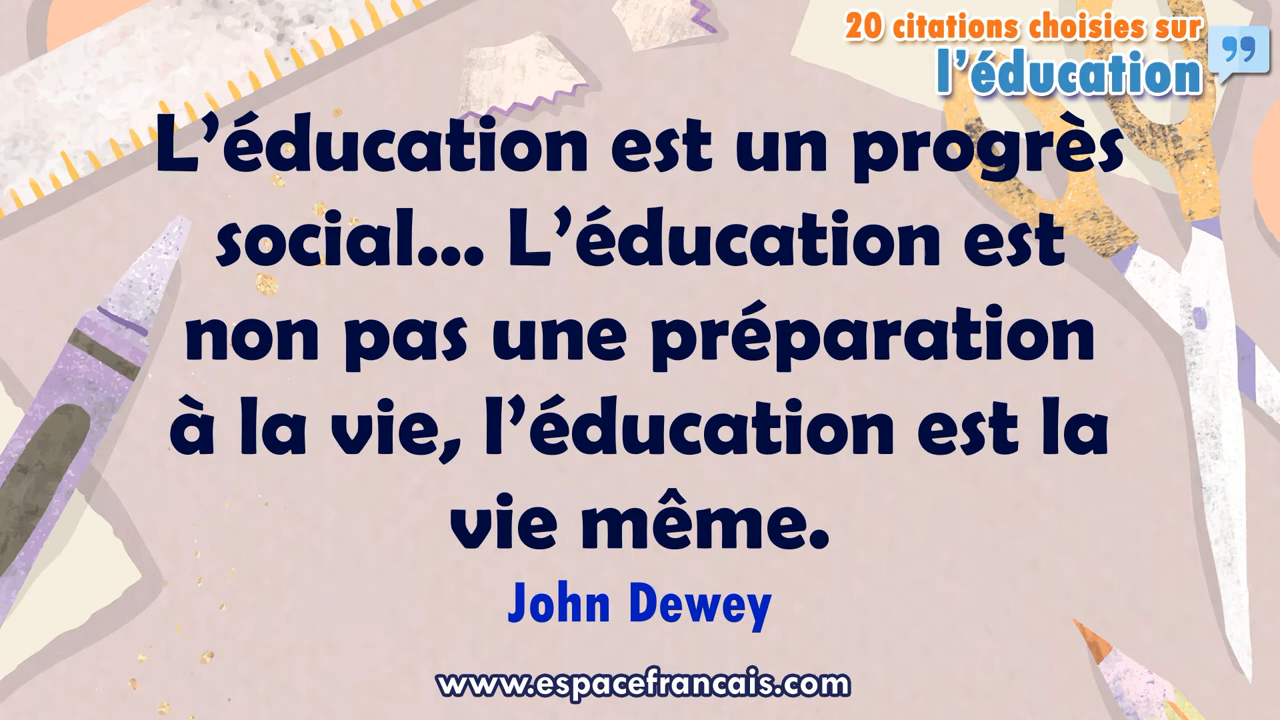 20 citations choisies sur
l’éducation
L’éducation est un progrès
social... L’éducation est
non pas une préparation
à la vie, l’éducation est la
vie même.
John Dewey
www.espacefrancais.com